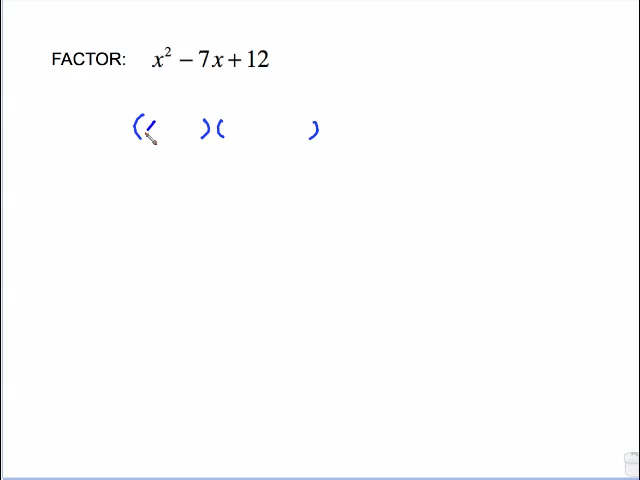 FACTOR: x² − 7x + 12
( )( )